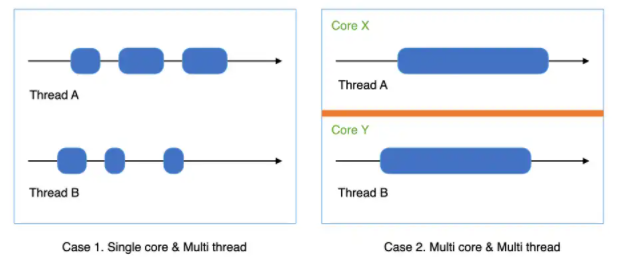 Thread A
Thread B
Case 1. Single core & Multi thread
Core X
Thread A
Core Y
Thread B
Case 2. Multi core & Multi thread